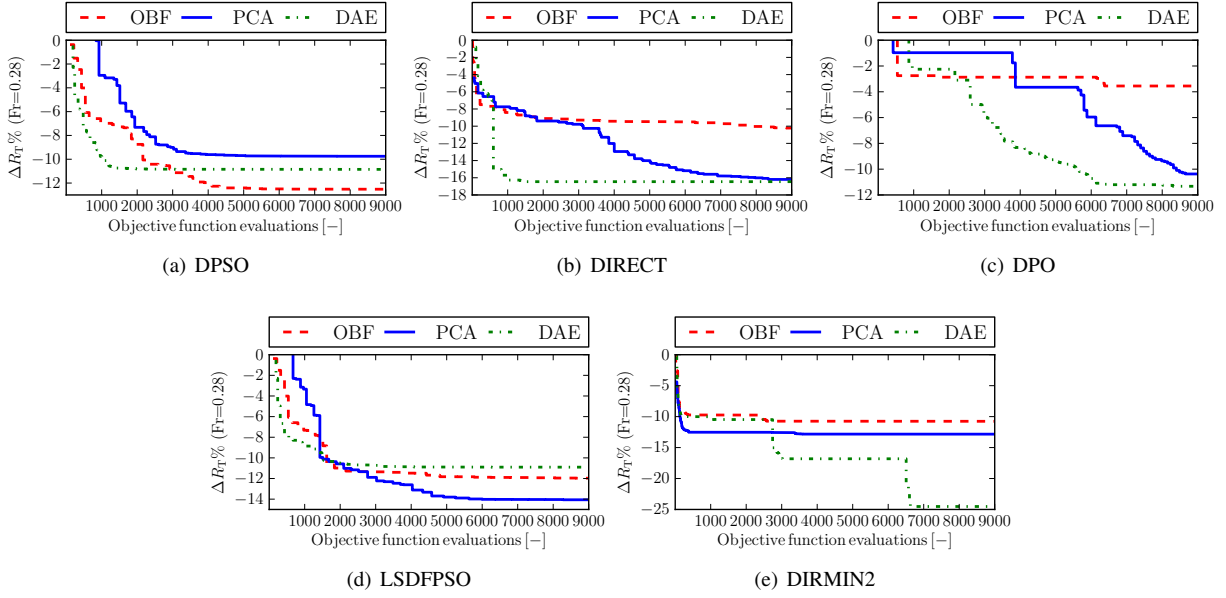 OBF PCA DAE
0
−2
−4
−6
−8
−10
−12
1000 2000 3000 4000 5000 6000 7000 8000 9000
Objective function evaluations [−]
ΔR_T% (Fr=0.28)
(a) DPSO
OBF PCA DAE
0
−2
−4
−6
−8
−10
−12
−14
−16
−18
1000 2000 3000 4000 5000 6000 7000 8000 9000
Objective function evaluations [−]
ΔR_T% (Fr=0.28)
(b) DIRECT
OBF PCA DAE
0
−2
−4
−6
−8
−10
−12
1000 2000 3000 4000 5000 6000 7000 8000 9000
Objective function evaluations [−]
ΔR_T% (Fr=0.28)
(c) DPO
OBF PCA DAE
0
−2
−4
−6
−8
−10
−12
−14
1000 2000 3000 4000 5000 6000 7000 8000 9000
Objective function evaluations [−]
ΔR_T% (Fr=0.28)
(d) LSDFPSO
OBF PCA DAE
0
−5
−10
−15
−20
−25
1000 2000 3000 4000 5000 6000 7000 8000 9000
Objective function evaluations [−]
ΔR_T% (Fr=0.28)
(e) DIRMIN2